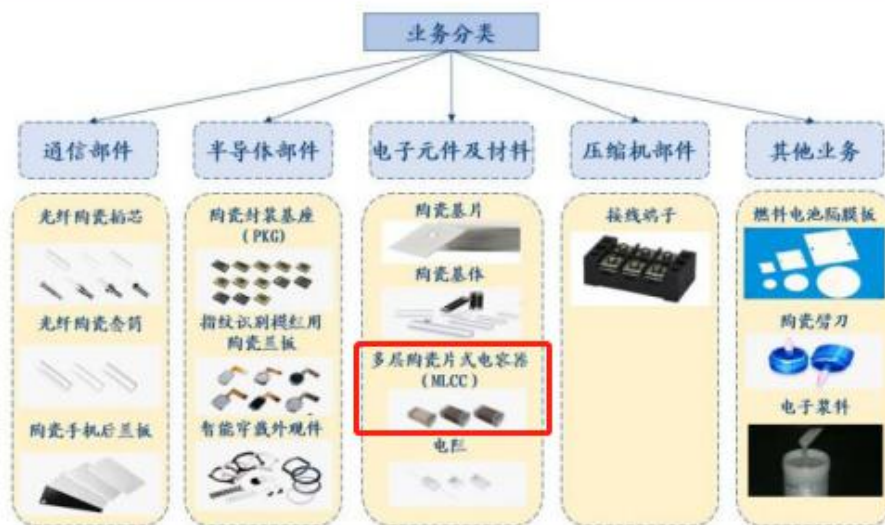 业务分类
通信部件
半导体部件
电子元件及材料
压缩机部件
其他业务
光纤陶瓷插芯
光纤陶瓷套筒
陶瓷手机后盖板
陶瓷封装基座
(PKG)
指纹识别模组用
陶瓷盖板
智能穿戴外观件
陶瓷基片
陶瓷基体
多层陶瓷片式电容器
(MLCC)
电阻
接线端子
燃料电池隔膜板
陶瓷劈刀
电子浆料